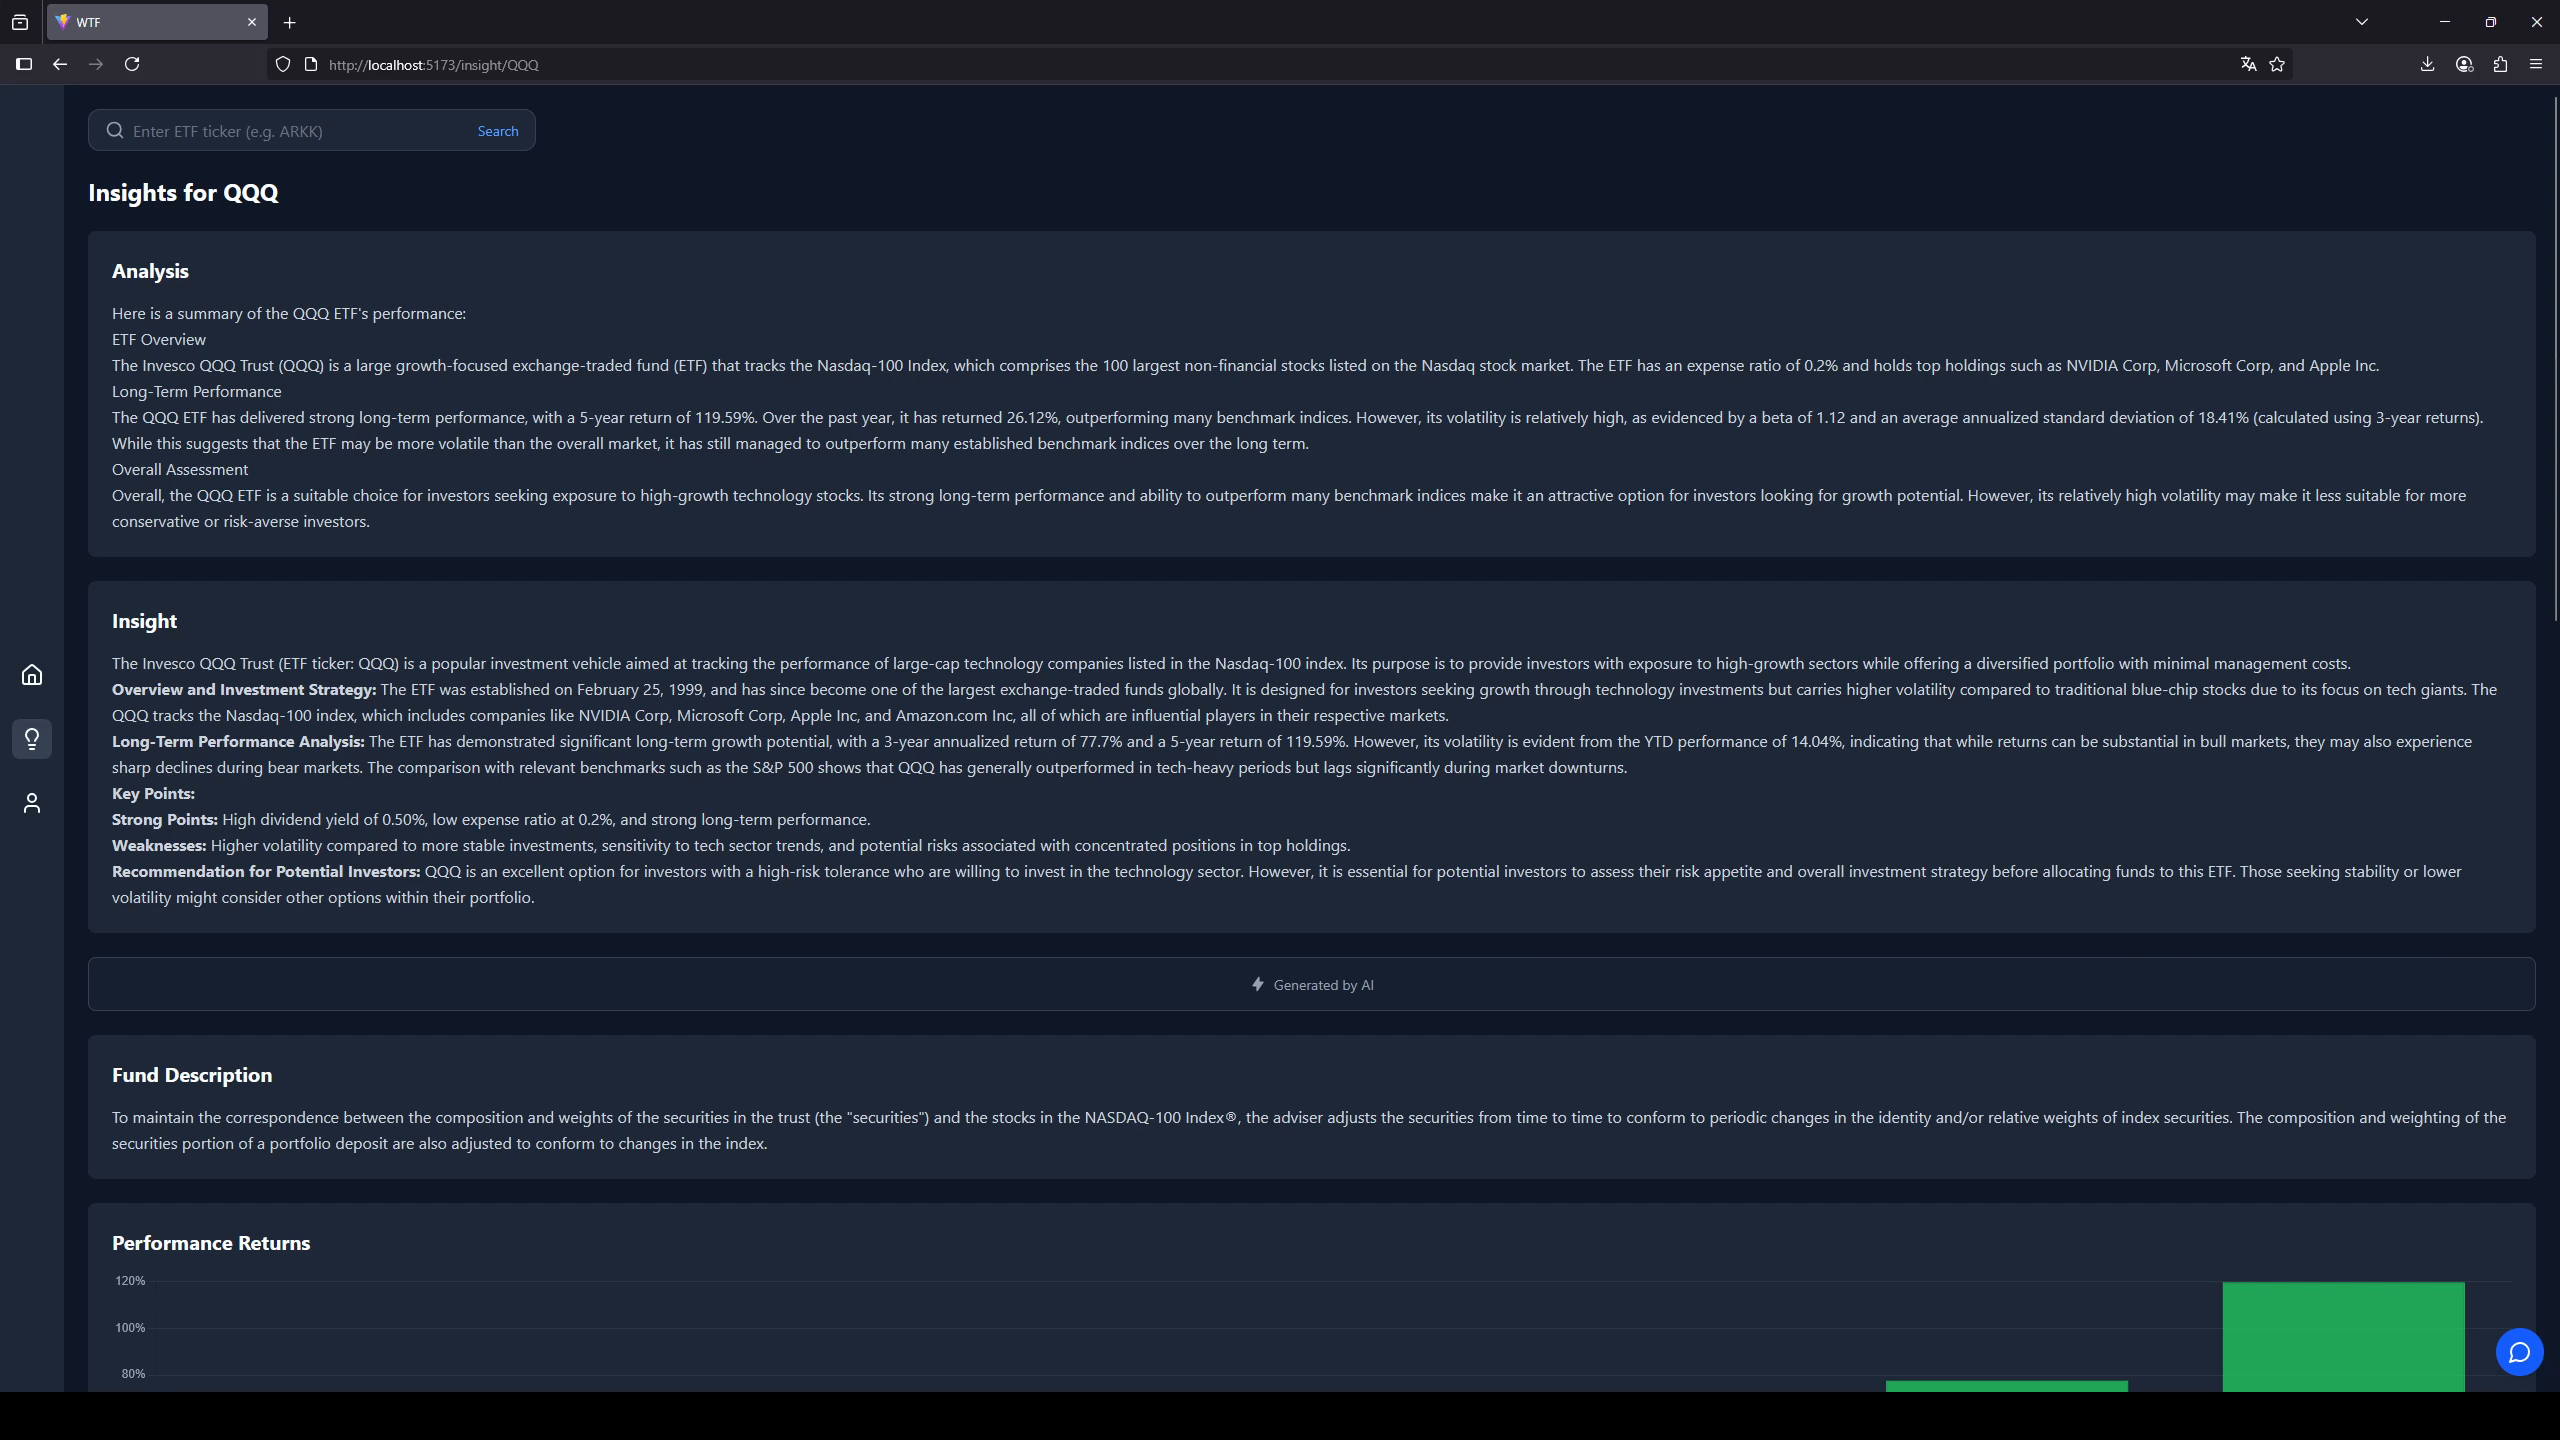 WTF
http://localhost:5173/insight/QQQ
Enter ETF ticker (e.g. ARKK)
Search
Insights for QQQ
Analysis
Here is a summary of the QQQ ETF's performance:
ETF Overview
The Invesco QQQ Trust (QQQ) is a large growth-focused exchange-traded fund (ETF) that tracks the Nasdaq-100 Index, which comprises the 100 largest non-financial stocks listed on the Nasdaq stock market. The ETF has an expense ratio of 0.2% and holds top holdings such as NVIDIA Corp, Microsoft Corp, and Apple Inc.
Long-Term Performance
The QQQ ETF has delivered strong long-term performance, with a 5-year return of 119.59%. Over the past year, it has returned 26.12%, outperforming many benchmark indices. However, its volatility is relatively high, as evidenced by a beta of 1.12 and an average annualized standard deviation of 18.41% (calculated using 3-year returns).
While this suggests that the ETF may be more volatile than the overall market, it has still managed to outperform many established benchmark indices over the long term.
Overall Assessment
Overall, the QQQ ETF is a suitable choice for investors seeking exposure to high-growth technology stocks. Its strong long-term performance and ability to outperform many benchmark indices make it an attractive option for investors looking for growth potential. However, its relatively high volatility may make it less suitable for more
conservative or risk-averse investors.
Insight
The Invesco QQQ Trust (ETF ticker: QQQ) is a popular investment vehicle aimed at tracking the performance of large-cap technology companies listed in the Nasdaq-100 index. Its purpose is to provide investors with exposure to high-growth sectors while offering a diversified portfolio with minimal management costs.
Overview and Investment Strategy: The ETF was established on February 25, 1999, and has since become one of the largest exchange-traded funds globally. It is designed for investors seeking growth through technology investments but carries higher volatility compared to traditional blue-chip stocks due to its focus on tech giants. The
QQQ tracks the Nasdaq-100 index, which includes companies like NVIDIA Corp, Microsoft Corp, Apple Inc, and Amazon.com Inc, all of which are influential players in their respective markets.
Long-Term Performance Analysis: The ETF has demonstrated significant long-term growth potential, with a 3-year annualized return of 77.7% and a 5-year return of 119.59%. However, its volatility is evident from the YTD performance of 14.04%, indicating that while returns can be substantial in bull markets, they may also experience
sharp declines during bear markets. The comparison with relevant benchmarks such as the S&P 500 shows that QQQ has generally outperformed in tech-heavy periods but lags significantly during market downturns.
Key Points:
Strong Points: High dividend yield of 0.50%, low expense ratio at 0.2%, and strong long-term performance.
Weaknesses: Higher volatility compared to more stable investments, sensitivity to tech sector trends, and potential risks associated with concentrated positions in top holdings.
Recommendation for Potential Investors: QQQ is an excellent option for investors with a high-risk tolerance who are willing to invest in the technology sector. However, it is essential for potential investors to assess their risk appetite and overall investment strategy before allocating funds to this ETF. Those seeking stability or lower
volatility might consider other options within their portfolio.
Generated by AI
Fund Description
To maintain the correspondence between the composition and weights of the securities in the trust (the "securities") and the stocks in the NASDAQ-100 Index®, the adviser adjusts the securities from time to time to conform to periodic changes in the identity and/or relative weights of index securities. The composition and weighting of the
securities portion of a portfolio deposit are also adjusted to conform to changes in the index.
Performance Returns
120%
100%
80%